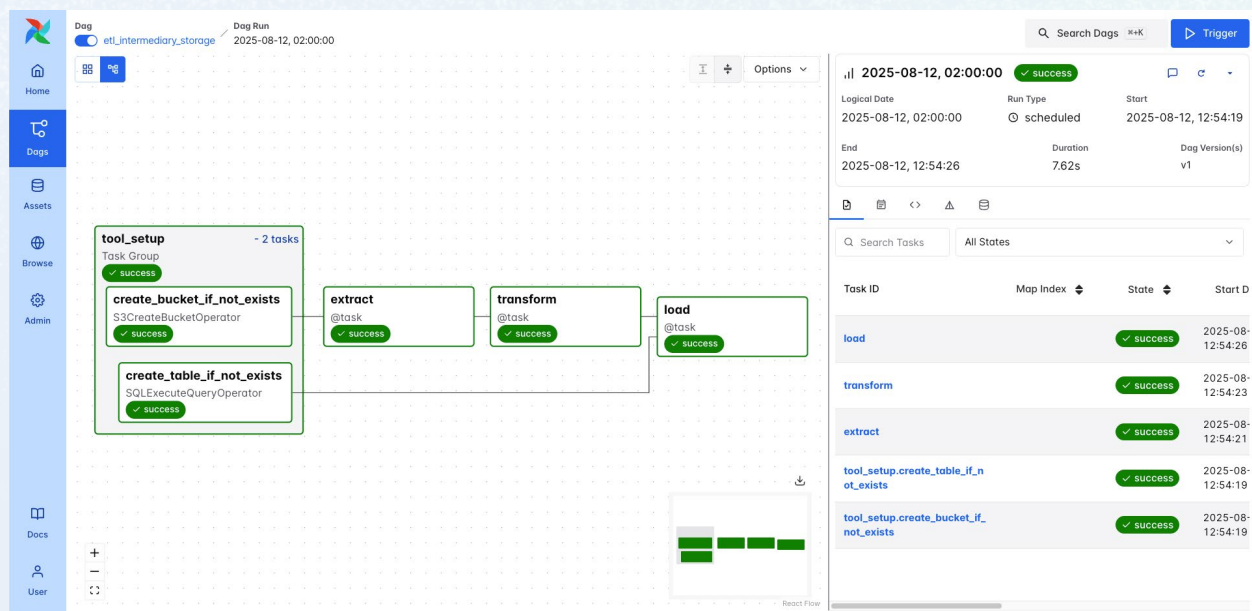 Dag
etl_intermediary_storage
/
Dag Run
2025-08-12, 02:00:00
Search Dags ⌘+K
Trigger
Home
Dags
Assets
Browse
Admin
Docs
User
Options
tool_setup - 2 tasks
Task Group
success
create_bucket_if_not_exists
S3CreateBucketOperator
success
create_table_if_not_exists
SQLExecuteQueryOperator
success
extract
@task
success
transform
@task
success
load
@task
success
React Flow
2025-08-12, 02:00:00 success
Logical Date Run Type Start
2025-08-12, 02:00:00 scheduled 2025-08-12, 12:54:19
End Duration Dag Version(s)
2025-08-12, 12:54:26 7.62s v1
Search Tasks All States
Task ID Map Index State Start D
load success 2025-08-
12:54:26
transform success 2025-08-
12:54:23
extract success 2025-08-
12:54:21
tool_setup.create_table_if_n success 2025-08-
ot_exists 12:54:19
tool_setup.create_bucket_if_ success 2025-08-
not_exists 12:54:19